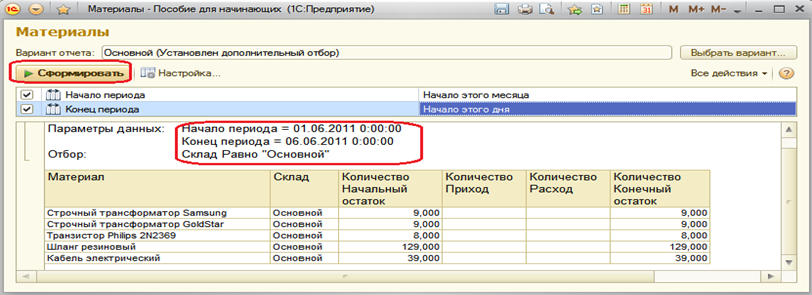 Материалы - Пособие для начинающих (1С:Предприятие)
M M+ M-
Материалы
Вариант отчета: Основной (Установлен дополнительный отбор) Выбрать вариант...
Сформировать Настройка... Все действия ?
Начало периода Начало этого месяца
Конец периода Начало этого дня
Параметры данных: Начало периода = 01.06.2011 0:00:00
Конец периода = 06.06.2011 0:00:00
Отбор: Склад Равно "Основной"
Материал Склад Количество Количество Количество Количество
Начальный Приход Расход Конечный
остаток остаток
Строчный трансформатор Samsung Основной 9,000 9,000
Строчный трансформатор GoldStar Основной 9,000 9,000
Транзистор Philips 2N2369 Основной 8,000 8,000
Шланг резиновый Основной 129,000 129,000
Кабель электрический Основной 39,000 39,000